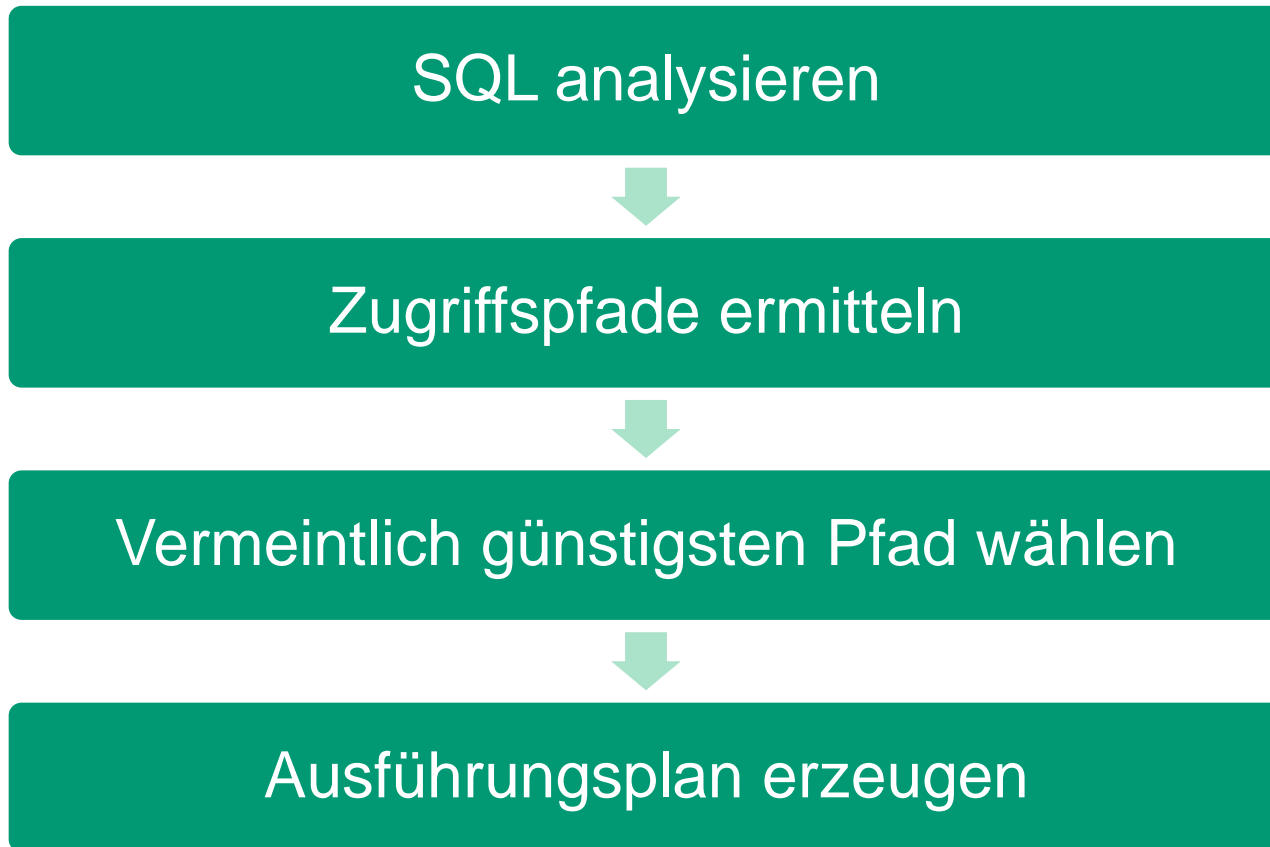 SQL analysieren
Zugriffspfade ermitteln
Vermeintlich günstigsten Pfad wählen
Ausführungsplan erzeugen